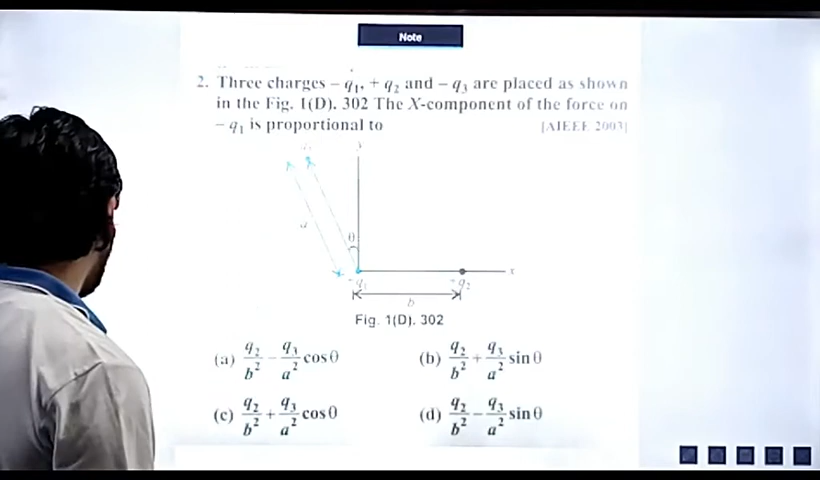 Note
2. Three charges – q₁, + q₂ and – q₃ are placed as shown
in the Fig. 1(D). 302 The X-component of the force on
– q₁ is proportional to [AIEEE 2003]
y
a
θ
x
– q₁ + q₂
b
Fig. 1(D). 302
(a) q₂/b² – q₃/a² cos θ (b) q₂/b² + q₃/a² sin θ
(c) q₂/b² + q₃/a² cos θ (d) q₂/b² – q₃/a² sin θ